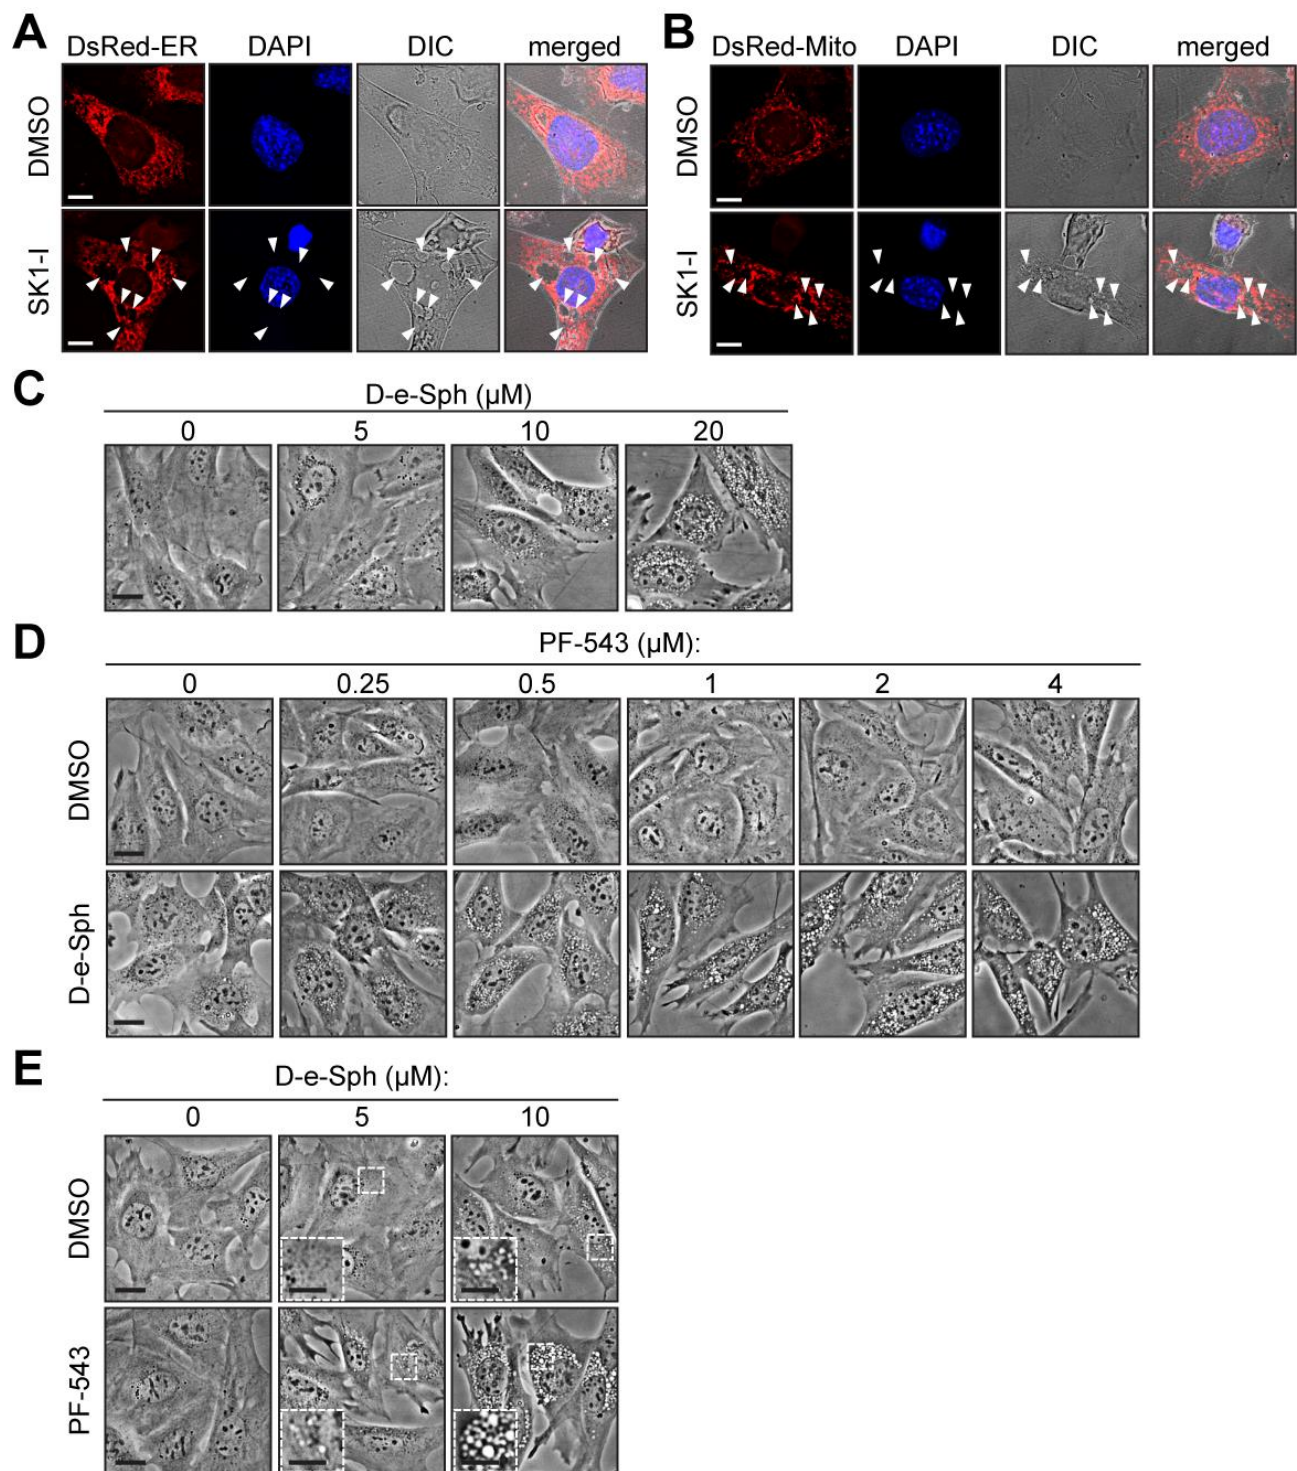 A
DsRed-ER DAPI DIC merged
DMSO
SK1-I
B
DsRed-Mito DAPI DIC merged
DMSO
SK1-I
C
D-e-Sph (µM)
0 5 10 20
D
PF-543 (µM):
0 0.25 0.5 1 2 4
DMSO
D-e-Sph
E
D-e-Sph (µM):
0 5 10
DMSO
PF-543